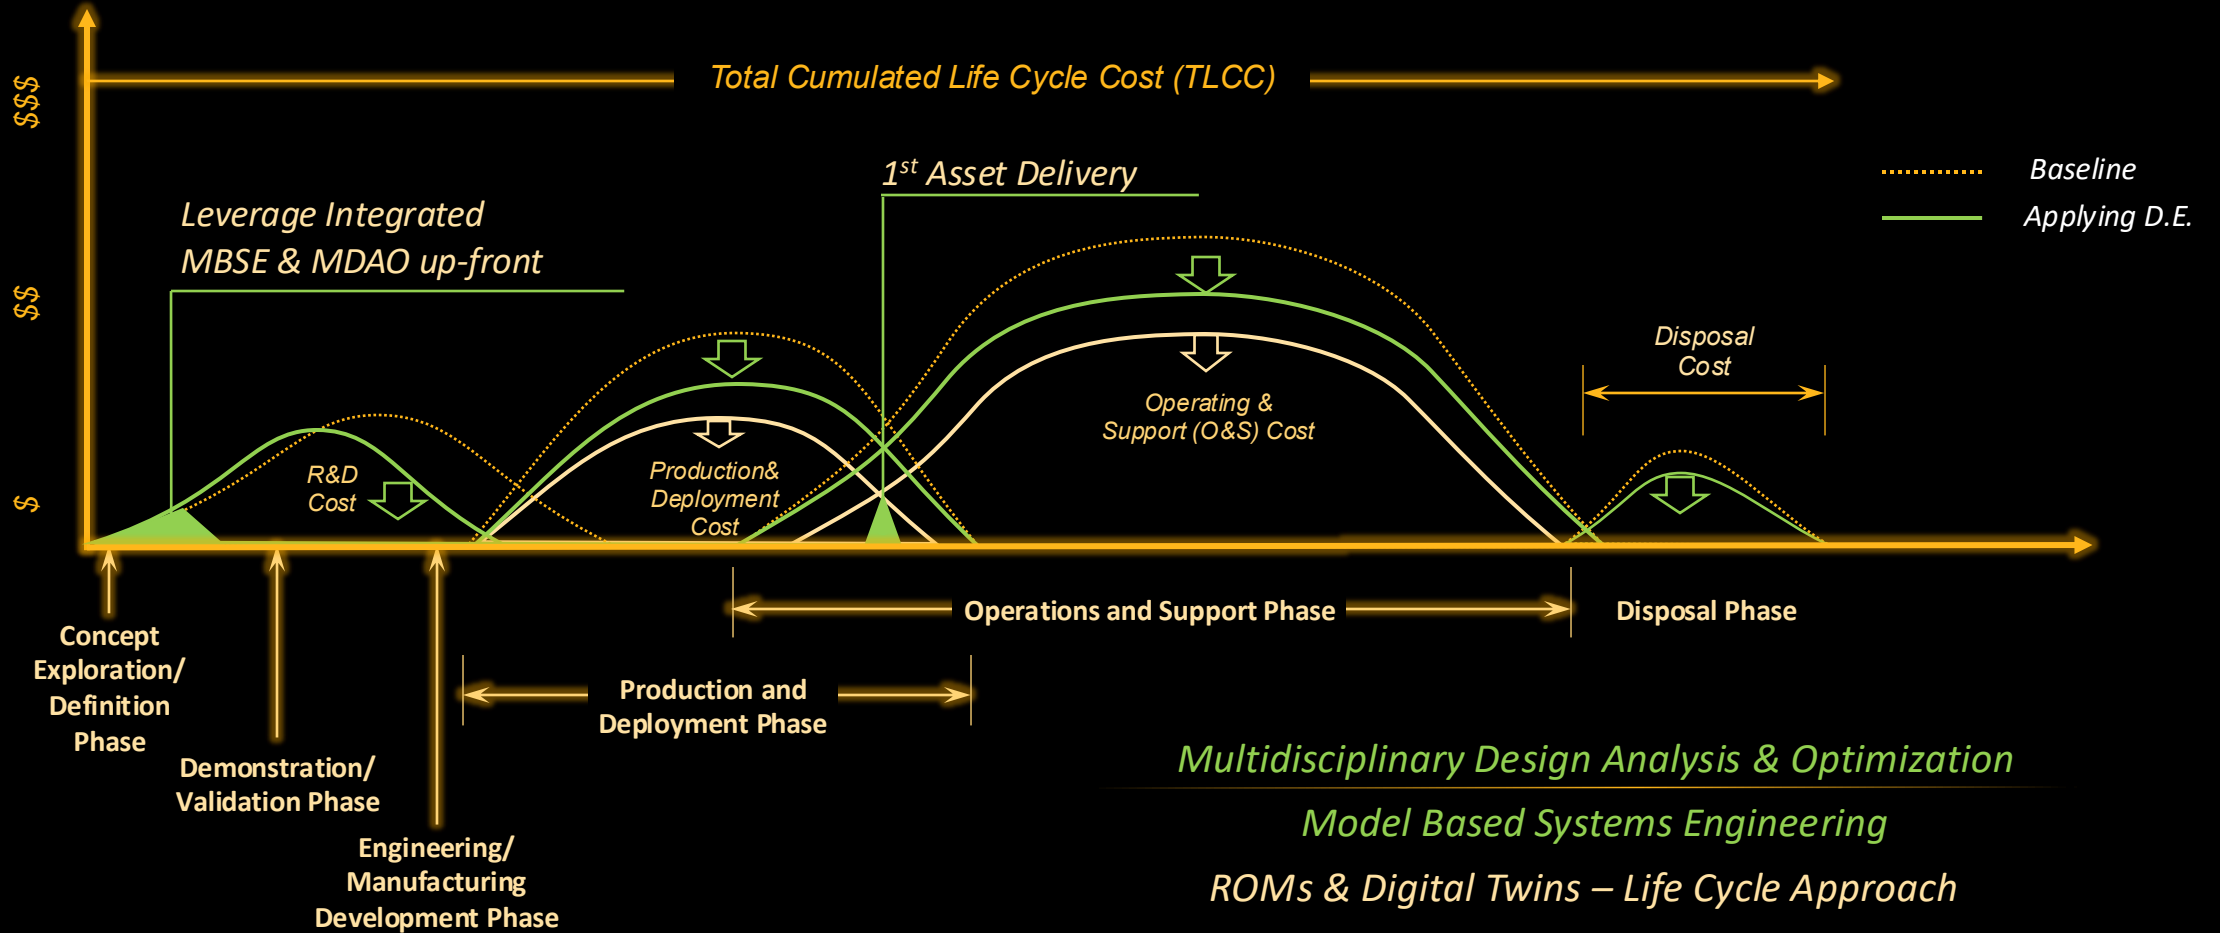 Total Cumulated Life Cycle Cost (TLCC)
$$$
$$
$
1st Asset Delivery
Leverage Integrated
MBSE & MDAO up-front
Baseline
Applying D.E.
R&D
Cost
Production&
Deployment
Cost
Operating &
Support (O&S) Cost
Disposal
Cost
Operations and Support Phase
Disposal Phase
Concept
Exploration/
Definition
Phase
Production and
Deployment Phase
Demonstration/
Validation Phase
Engineering/
Manufacturing
Development Phase
Multidisciplinary Design Analysis & Optimization
Model Based Systems Engineering
ROMs & Digital Twins – Life Cycle Approach